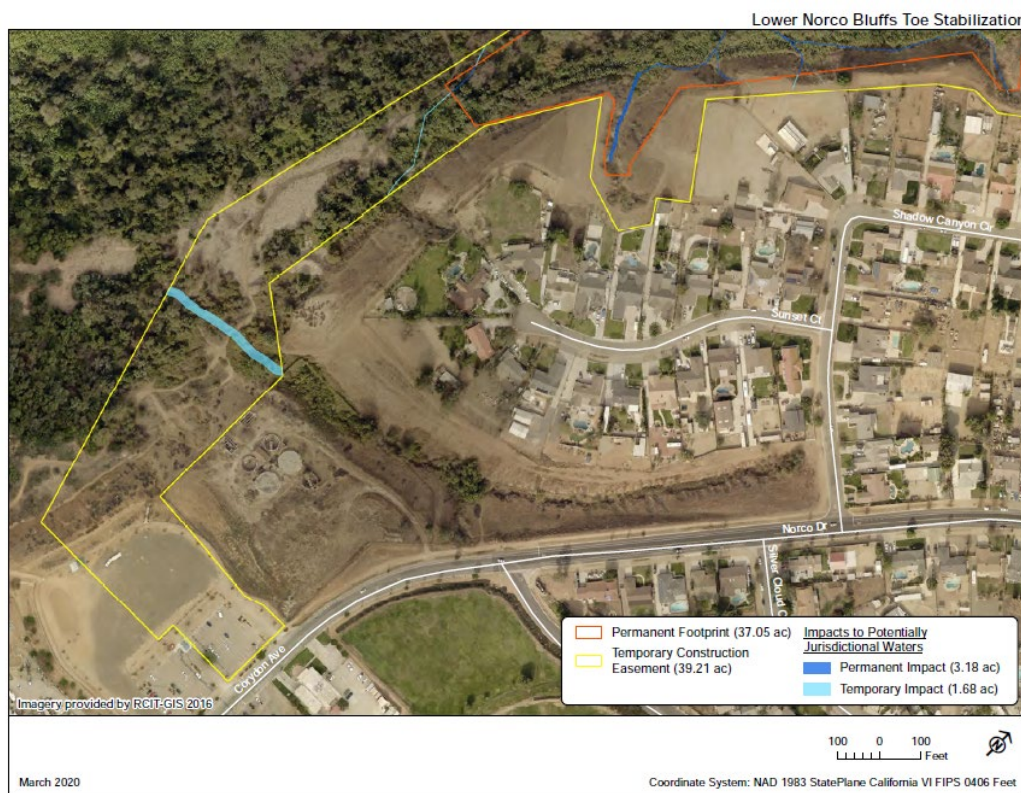 Lower Norco Bluffs Toe Stabilization
Shadow Canyon Cir
Sunset Ct
Norco Dr
Silver Cloud C
Corydon Ave
Permanent Footprint (37.05 ac)
Temporary Construction
Easement (39.21 ac)
Impacts to Potentially
Jurisdictional Waters
Permanent Impact (3.18 ac)
Temporary Impact (1.68 ac)
Imagery provided by RCIT-GIS 2016
100 0 100
Feet
N
March 2020
Coordinate System: NAD 1983 StatePlane California VI FIPS 0406 Feet